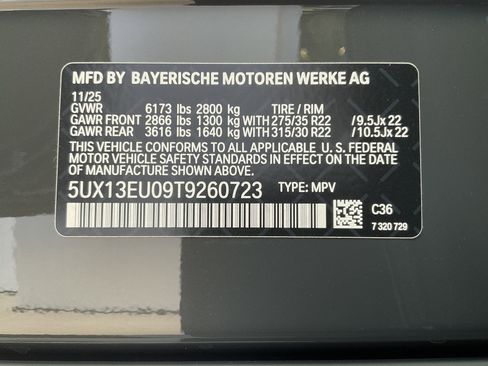 MFD BY BAYERISCHE MOTOREN WERKE AG
11/25
GVWR 6173 lbs 2800 kg TIRE / RIM
GAWR FRONT 2866 lbs 1300 kg WITH 275/35 R22 /9.5Jx 22
GAWR REAR 3616 lbs 1640 kg WITH 315/30 R22 /10.5Jx 22
THIS VEHICLE CONFORMS TO ALL APPLICABLE U. S. FEDERAL
MOTOR VEHICLE SAFETY STANDARDS IN EFFECT ON THE DATE
OF MANUFACTURE SHOWN ABOVE.
5UX13EU09T9260723 TYPE: MPV
C36
7 320 729